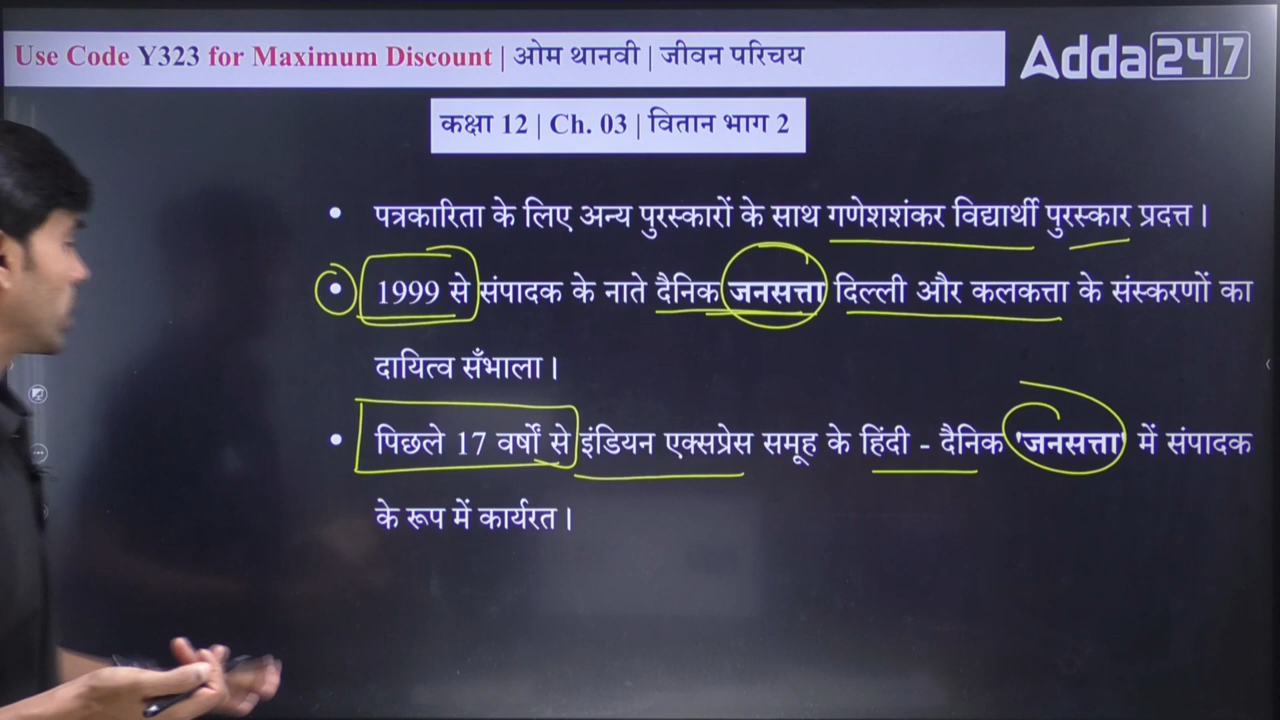 Use Code Y323 for Maximum Discount | ओम थानवी | जीवन परिचय
Adda247
कक्षा 12 | Ch. 03 | वितान भाग 2
• पत्रकारिता के लिए अन्य पुरस्कारों के साथ गणेशशंकर विद्यार्थी पुरस्कार प्रदत्त ।
• 1999 से संपादक के नाते दैनिक जनसत्ता दिल्ली और कलकत्ता के संस्करणों का
दायित्व सँभाला ।
• पिछले 17 वर्षों से इंडियन एक्सप्रेस समूह के हिंदी - दैनिक 'जनसत्ता' में संपादक
के रूप में कार्यरत ।